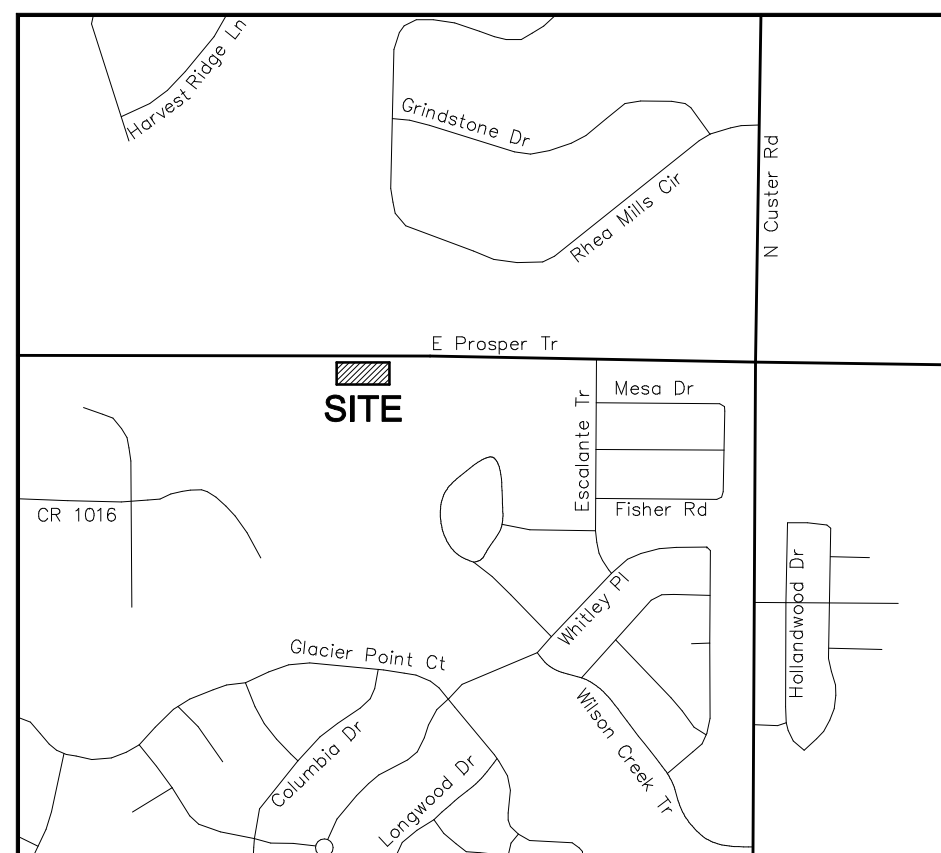 Harvest Ridge Ln
Grindstone Dr
Rhea Mills Cir
N Custer Rd
E Prosper Tr
SITE
Mesa Dr
Escalante Tr
Fisher Rd
CR 1016
Whitley Pl
Hollandwood Dr
Glacier Point Ct
Columbia Dr
Longwood Dr
Wilson Creek Tr